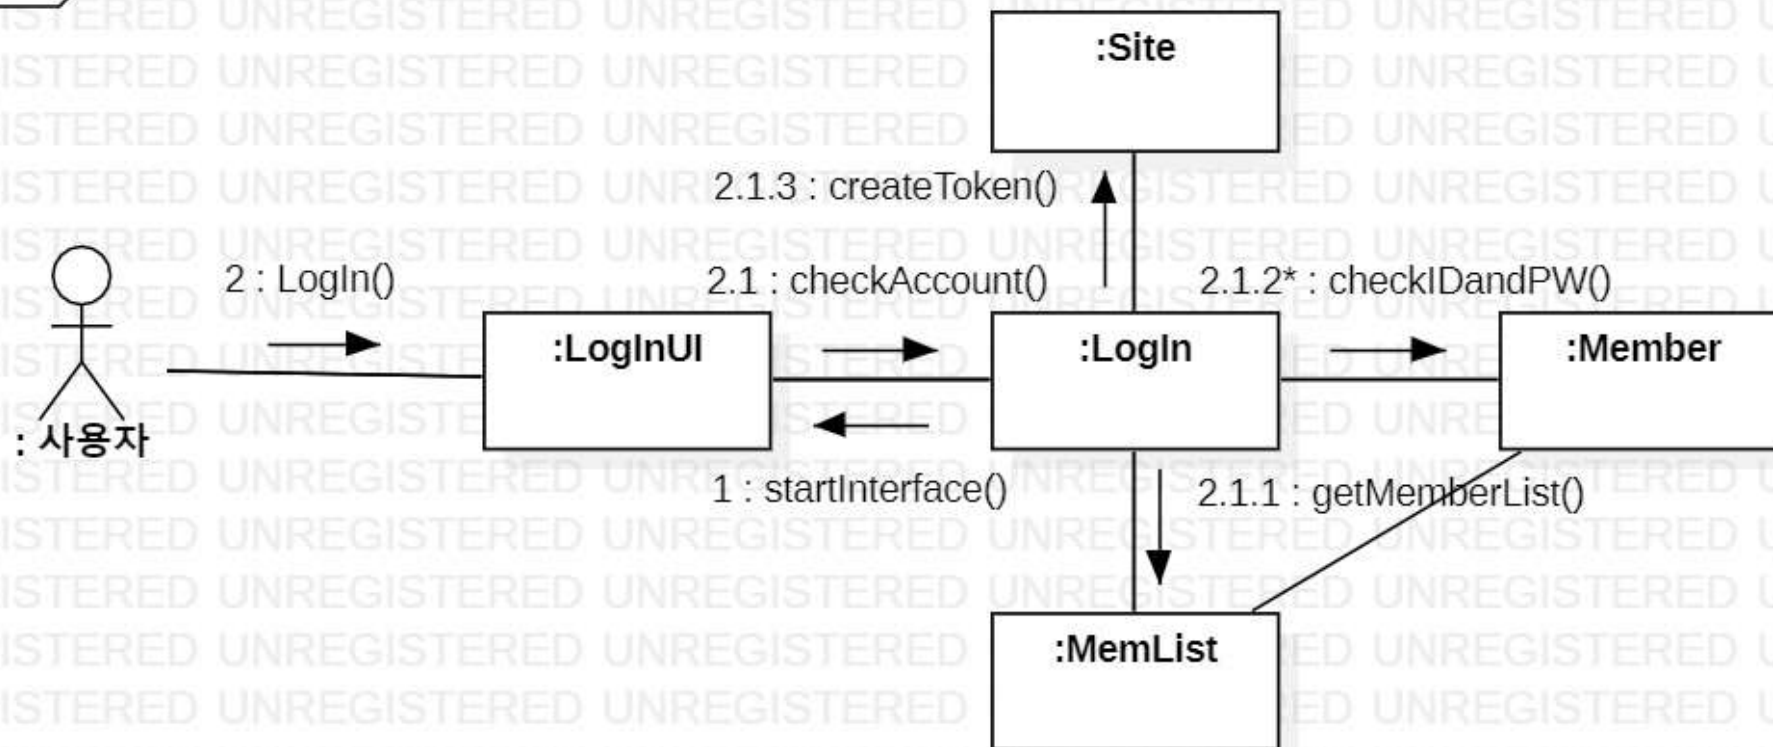 :Site
2.1.3 : createToken()
2 : LogIn()
2.1 : checkAccount()
2.1.2* : checkIDandPW()
:LogInUI
:LogIn
:Member
: 사용자
1 : startInterface()
2.1.1 : getMemberList()
:MemList
UNREGISTERED